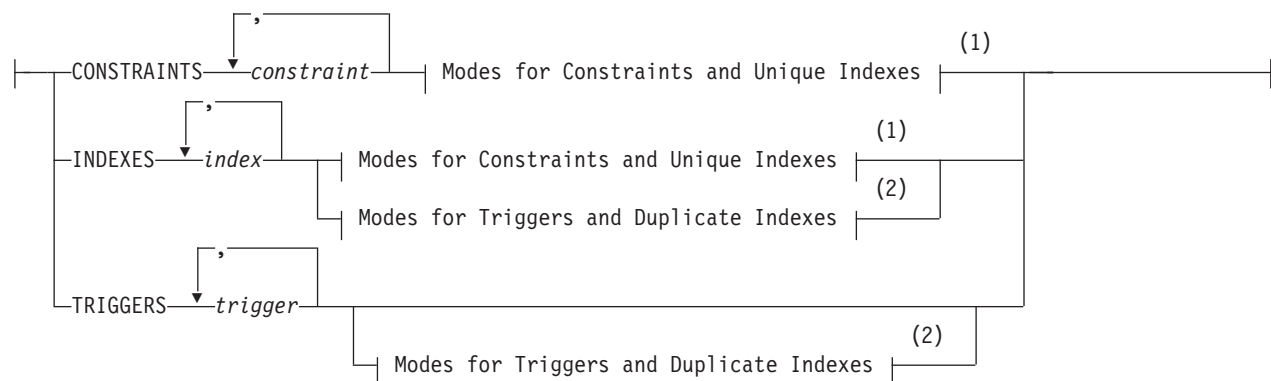 ,
(1)
CONSTRAINTS constraint Modes for Constraints and Unique Indexes
,
(1)
INDEXES index Modes for Constraints and Unique Indexes
(2)
Modes for Triggers and Duplicate Indexes
,
TRIGGERS trigger
(2)
Modes for Triggers and Duplicate Indexes